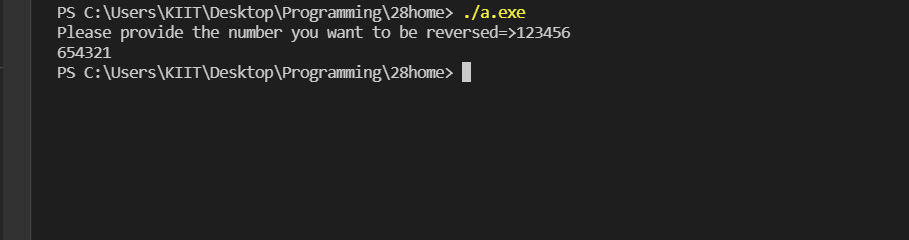 PS C:\Users\KIIT\Desktop\Programming\28home> ./a.exe
Please provide the number you want to be reversed=>123456
654321
PS C:\Users\KIIT\Desktop\Programming\28home>